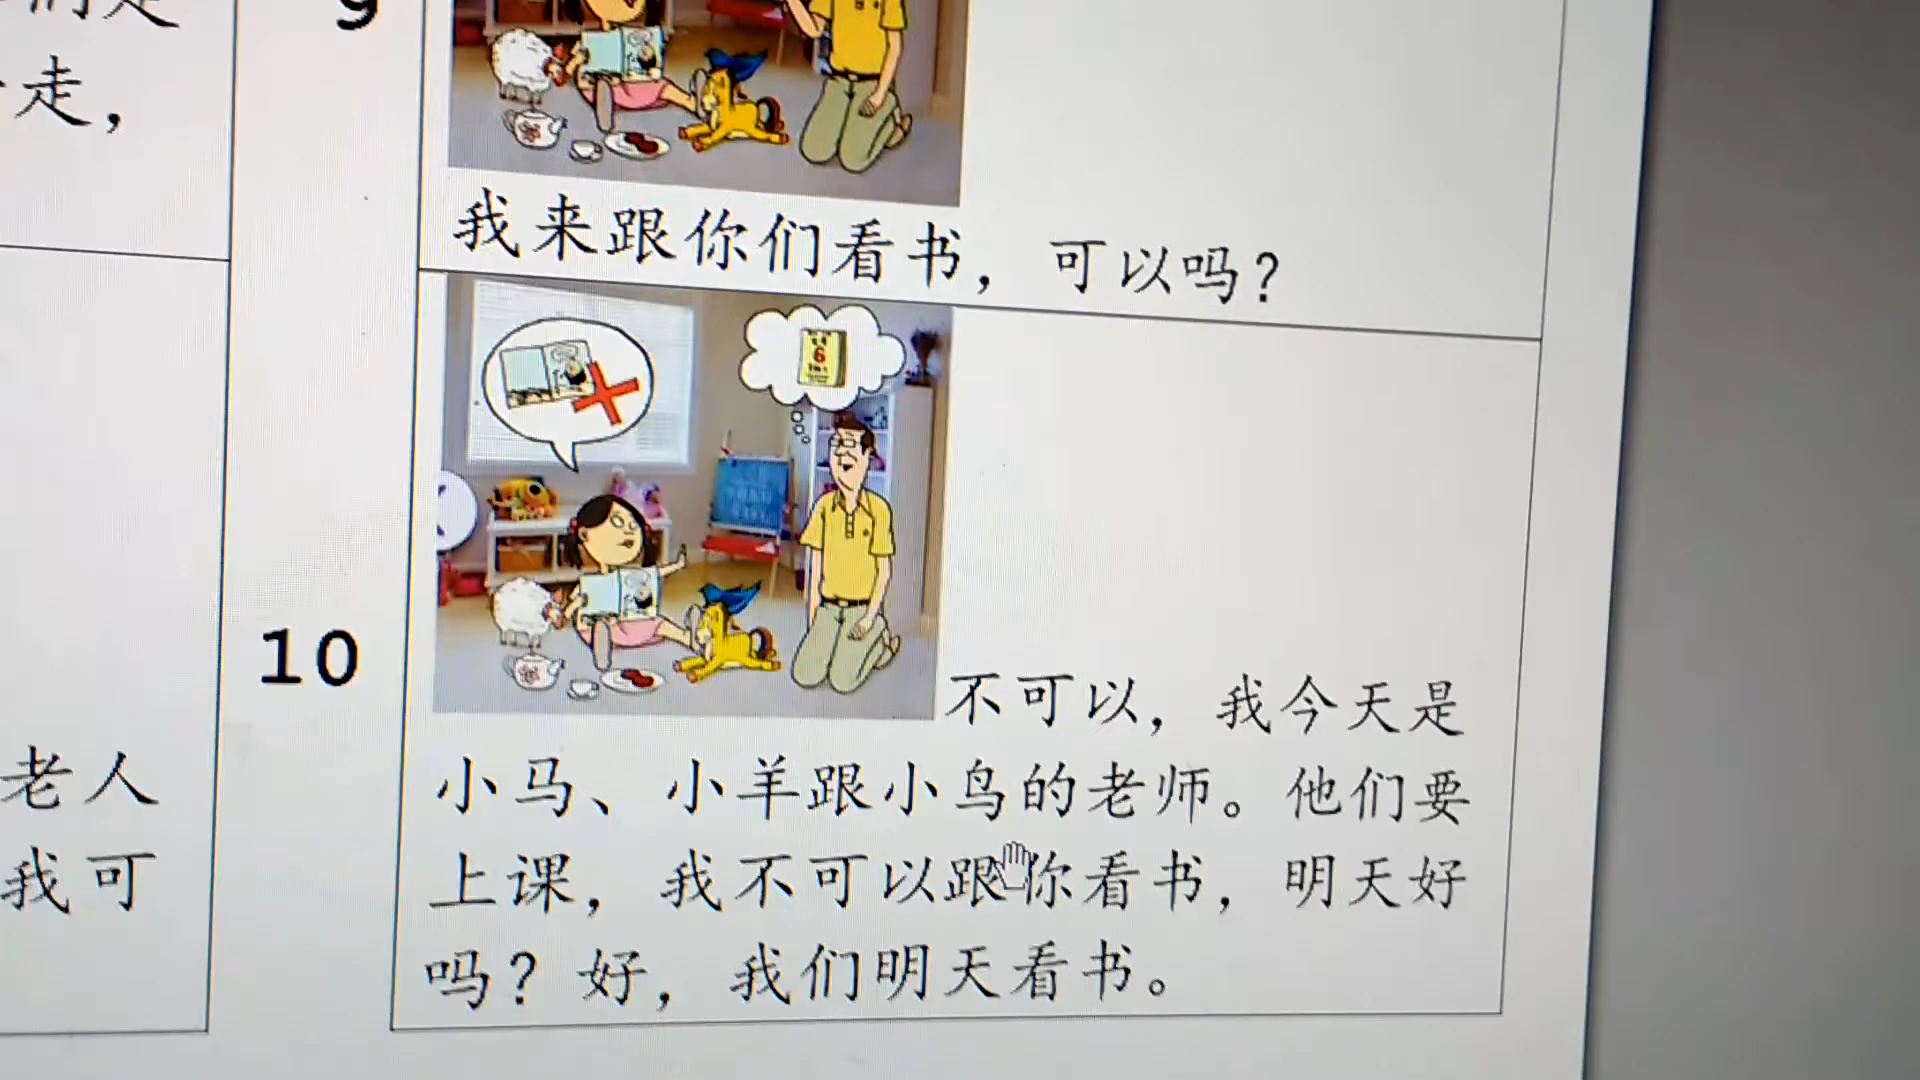 走，
老人
我可
9
我来跟你们看书，可以吗？
10
6
不可以，我今天是
小马、小羊跟小鸟的老师。他们要
上课，我不可以跟你看书，明天好
吗？好，我们明天看书。